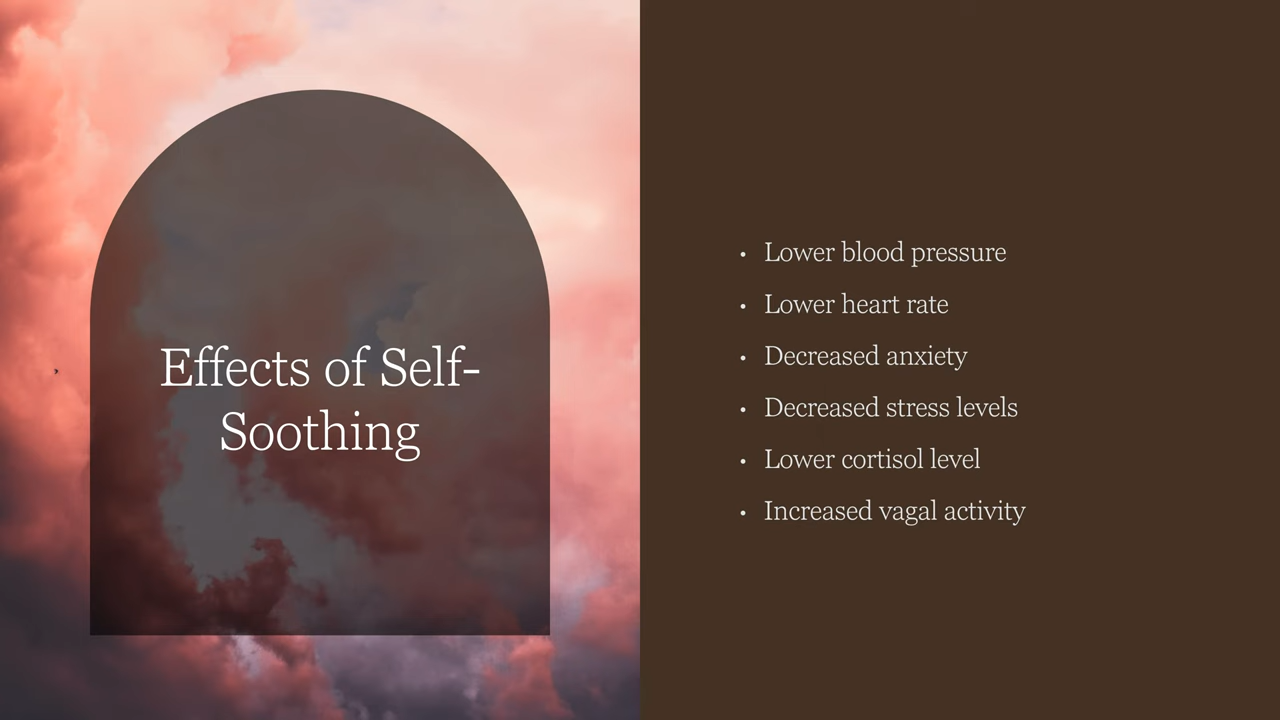 Effects of Self-
Soothing
• Lower blood pressure
• Lower heart rate
• Decreased anxiety
• Decreased stress levels
• Lower cortisol level
• Increased vagal activity